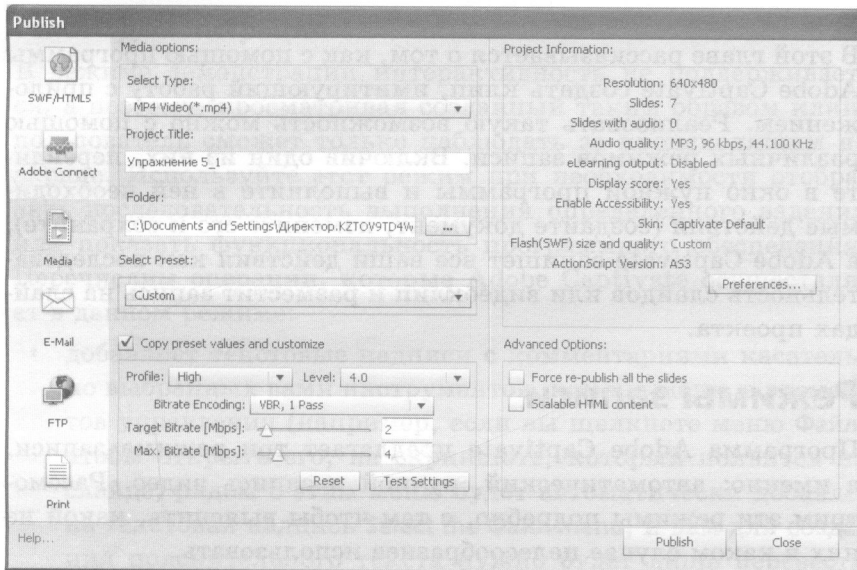 Publish
SWF/HTML5
Adobe Connect
Media
E-Mail
FTP
Print
Help...
Media options:
Select Type:
MP4 Video(*.mp4)
Project Title:
Упражнение 5_1
Folder:
C:\Documents and Settings\Директор.KZTOV9TD4W
...
Select Preset:
Custom
Copy preset values and customize
Profile: High Level: 4.0
Bitrate Encoding: VBR, 1 Pass
Target Bitrate [Mbps]: 2
Max. Bitrate [Mbps]: 4
Reset Test Settings
Project Information:
Resolution: 640x480
Slides: 7
Slides with audio: 0
Audio quality: MP3, 96 kbps, 44.100 KHz
eLearning output: Disabled
Display score: Yes
Enable Accessibility: Yes
Skin: Captivate Default
Flash(SWF) size and quality: Custom
ActionScript Version: AS3
Preferences...
Advanced Options:
Force re-publish all the slides
Scalable HTML content
Publish Close